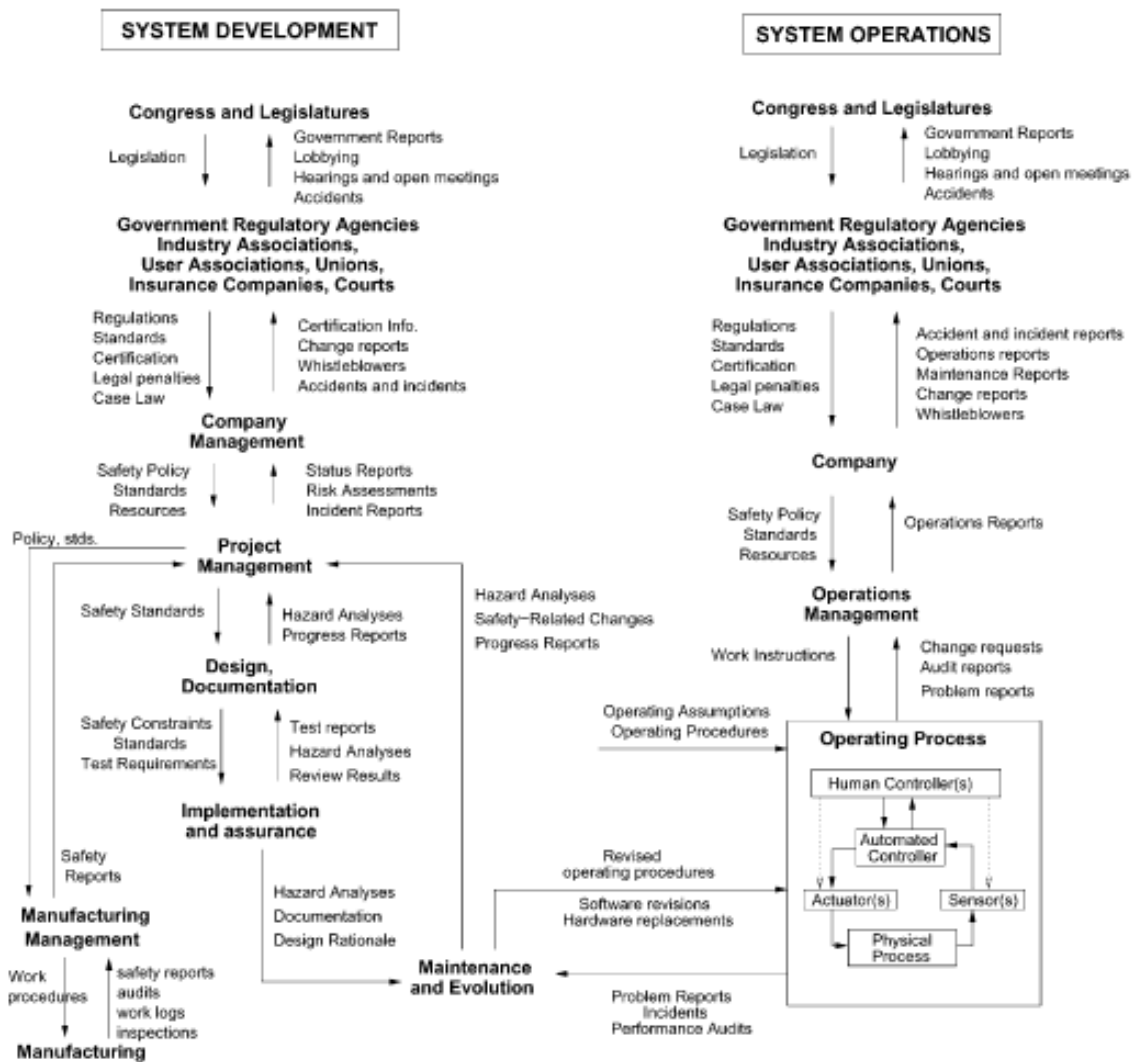 SYSTEM DEVELOPMENT
Congress and Legislatures
Legislation
Government Reports
Lobbying
Hearings and open meetings
Accidents
Government Regulatory Agencies
Industry Associations,
User Associations, Unions,
Insurance Companies, Courts
Regulations
Standards
Certification
Legal penalties
Case Law
Certification Info.
Change reports
Whistleblowers
Accidents and incidents
Company
Management
Safety Policy
Standards
Resources
Status Reports
Risk Assessments
Incident Reports
Policy, stds.
Project
Management
Safety Standards
Hazard Analyses
Progress Reports
Hazard Analyses
Safety-Related Changes
Progress Reports
Design,
Documentation
Safety Constraints
Standards
Test Requirements
Test reports
Hazard Analyses
Review Results
Implementation
and assurance
Safety
Reports
Hazard Analyses
Documentation
Design Rationale
Manufacturing
Management
Work
procedures
safety reports
audits
work logs
inspections
Manufacturing
Maintenance
and Evolution
SYSTEM OPERATIONS
Congress and Legislatures
Legislation
Government Reports
Lobbying
Hearings and open meetings
Accidents
Government Regulatory Agencies
Industry Associations,
User Associations, Unions,
Insurance Companies, Courts
Regulations
Standards
Certification
Legal penalties
Case Law
Accident and incident reports
Operations reports
Maintenance Reports
Change reports
Whistleblowers
Company
Safety Policy
Standards
Resources
Operations Reports
Operations
Management
Work Instructions
Change requests
Audit reports
Problem reports
Operating Assumptions
Operating Procedures
Operating Process
Human Controller(s)
Automated
Controller
Actuator(s)
Sensor(s)
Physical
Process
Revised
operating procedures
Software revisions
Hardware replacements
Problem Reports
Incidents
Performance Audits